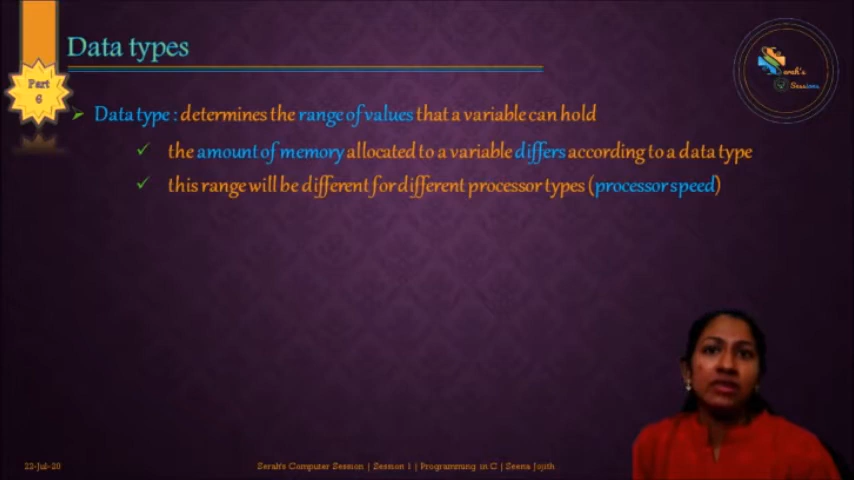 Data types
Part
6
Serah's
Sessions
Data type : determines the range of values that a variable can hold
the amount of memory allocated to a variable differs according to a data type
this range will be different for different processor types (processor speed)
22-Jul-20
Serah's Computer Session | Session 1 | Programming in C | Seena Jojith